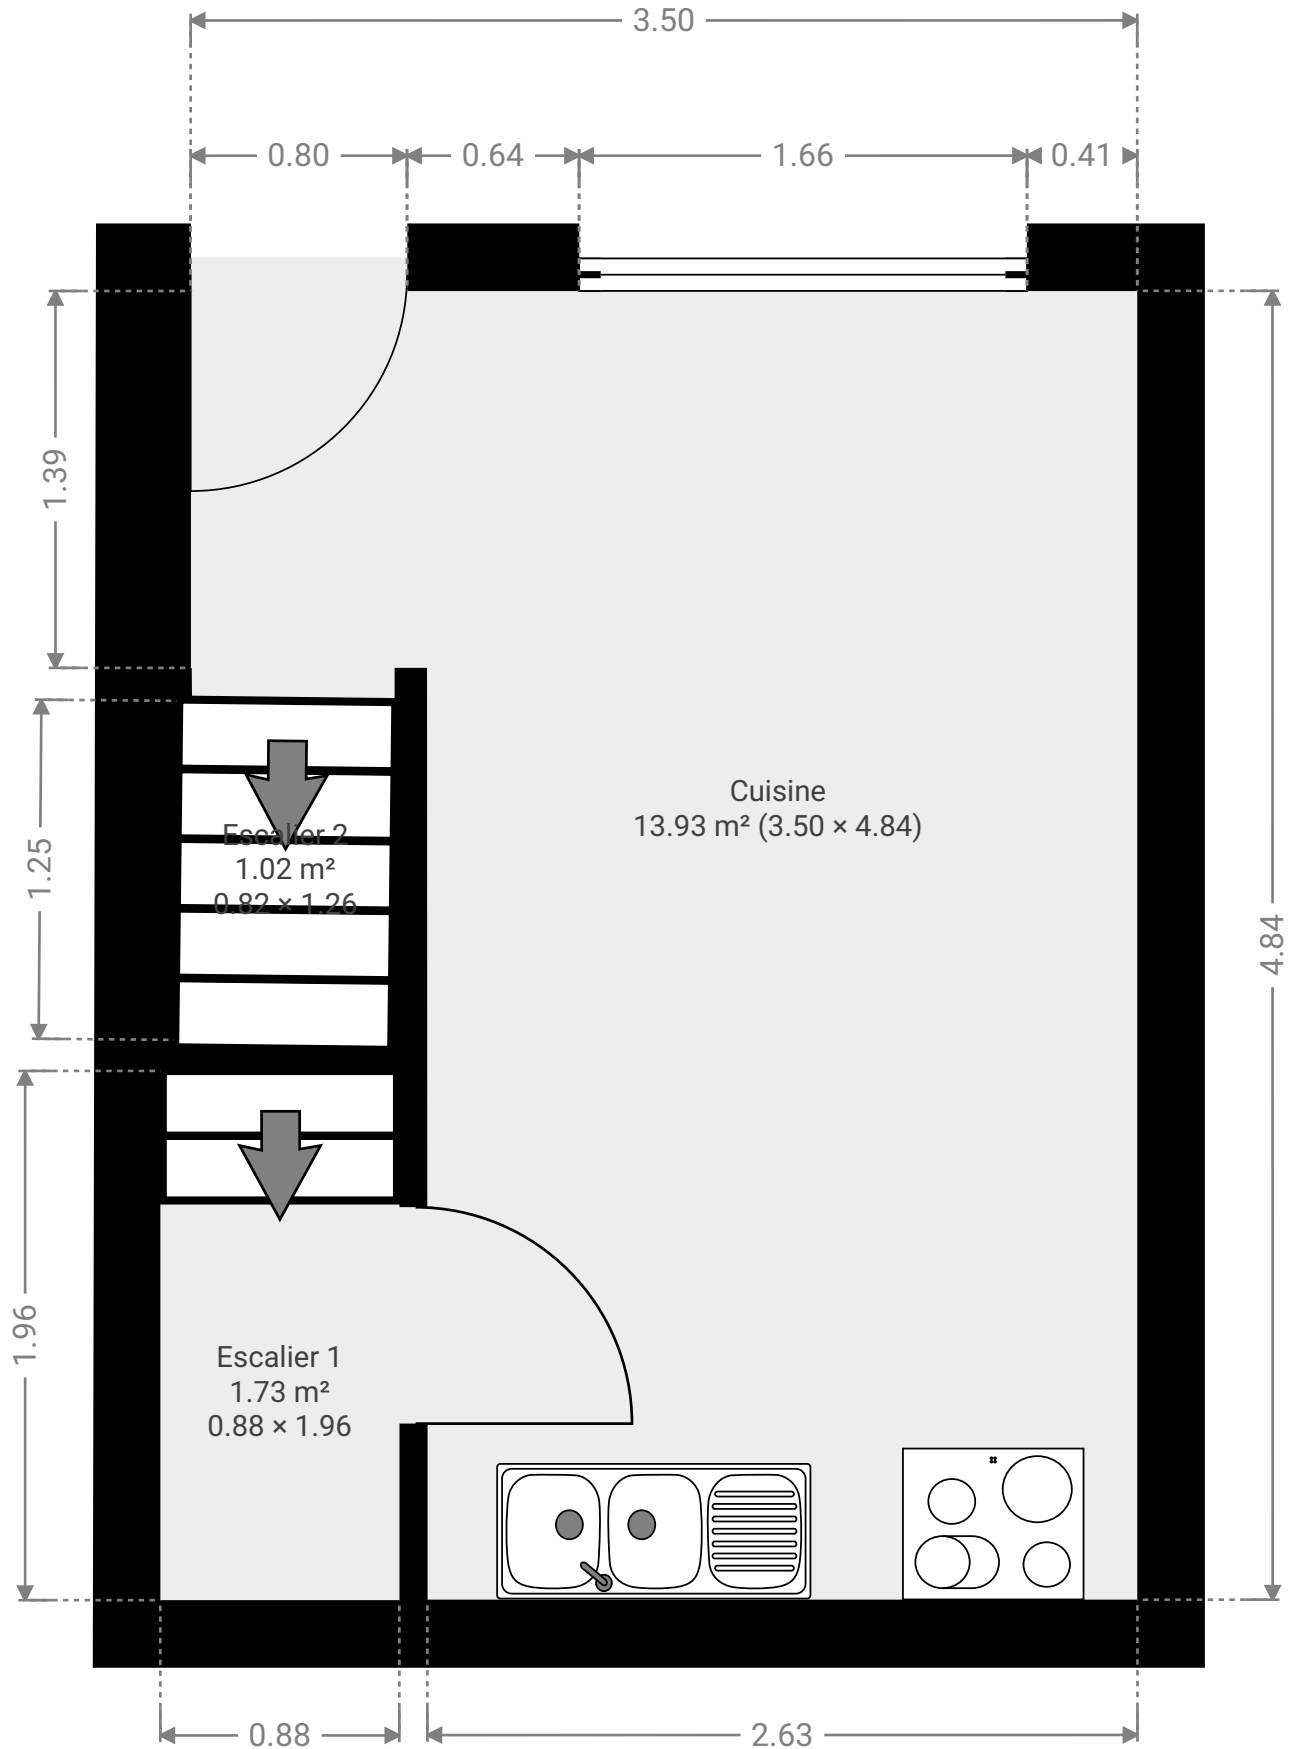 3.50
0.80
0.64
1.66
0.41
1.39
Cuisine
13.93 m² (3.50 × 4.84)
Escalier 2
1.02 m²
0.82 × 1.26
1.25
4.84
1.96
Escalier 1
1.73 m²
0.88 × 1.96
0.88
2.63